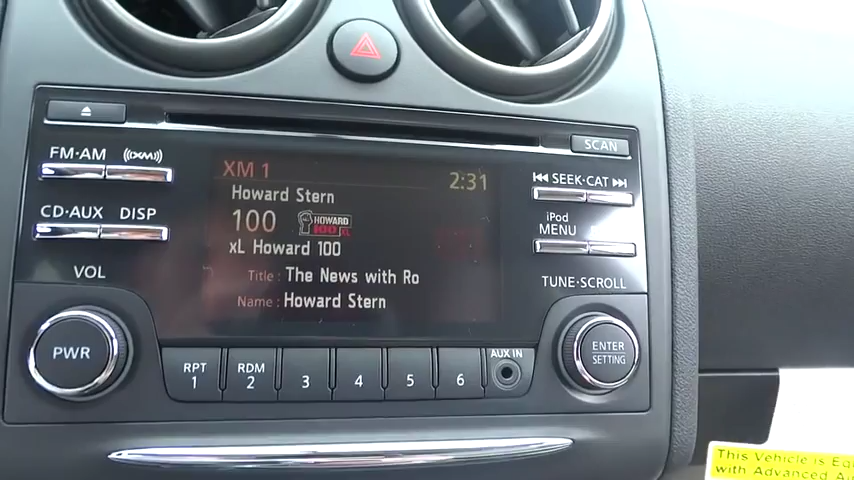 SCAN
FM·AM
((XM))
SEEK·CAT
CD·AUX
DISP
iPod
MENU
VOL
TUNE·SCROLL
XM 1
2:31
Howard Stern
100
HOWARD
100 XL
xL Howard 100
Title : The News with Ro
Name : Howard Stern
PWR
ENTER
SETTING
RPT
1
RDM
2
3
4
5
6
AUX IN
This Vehicle is Eq
with Advanced A